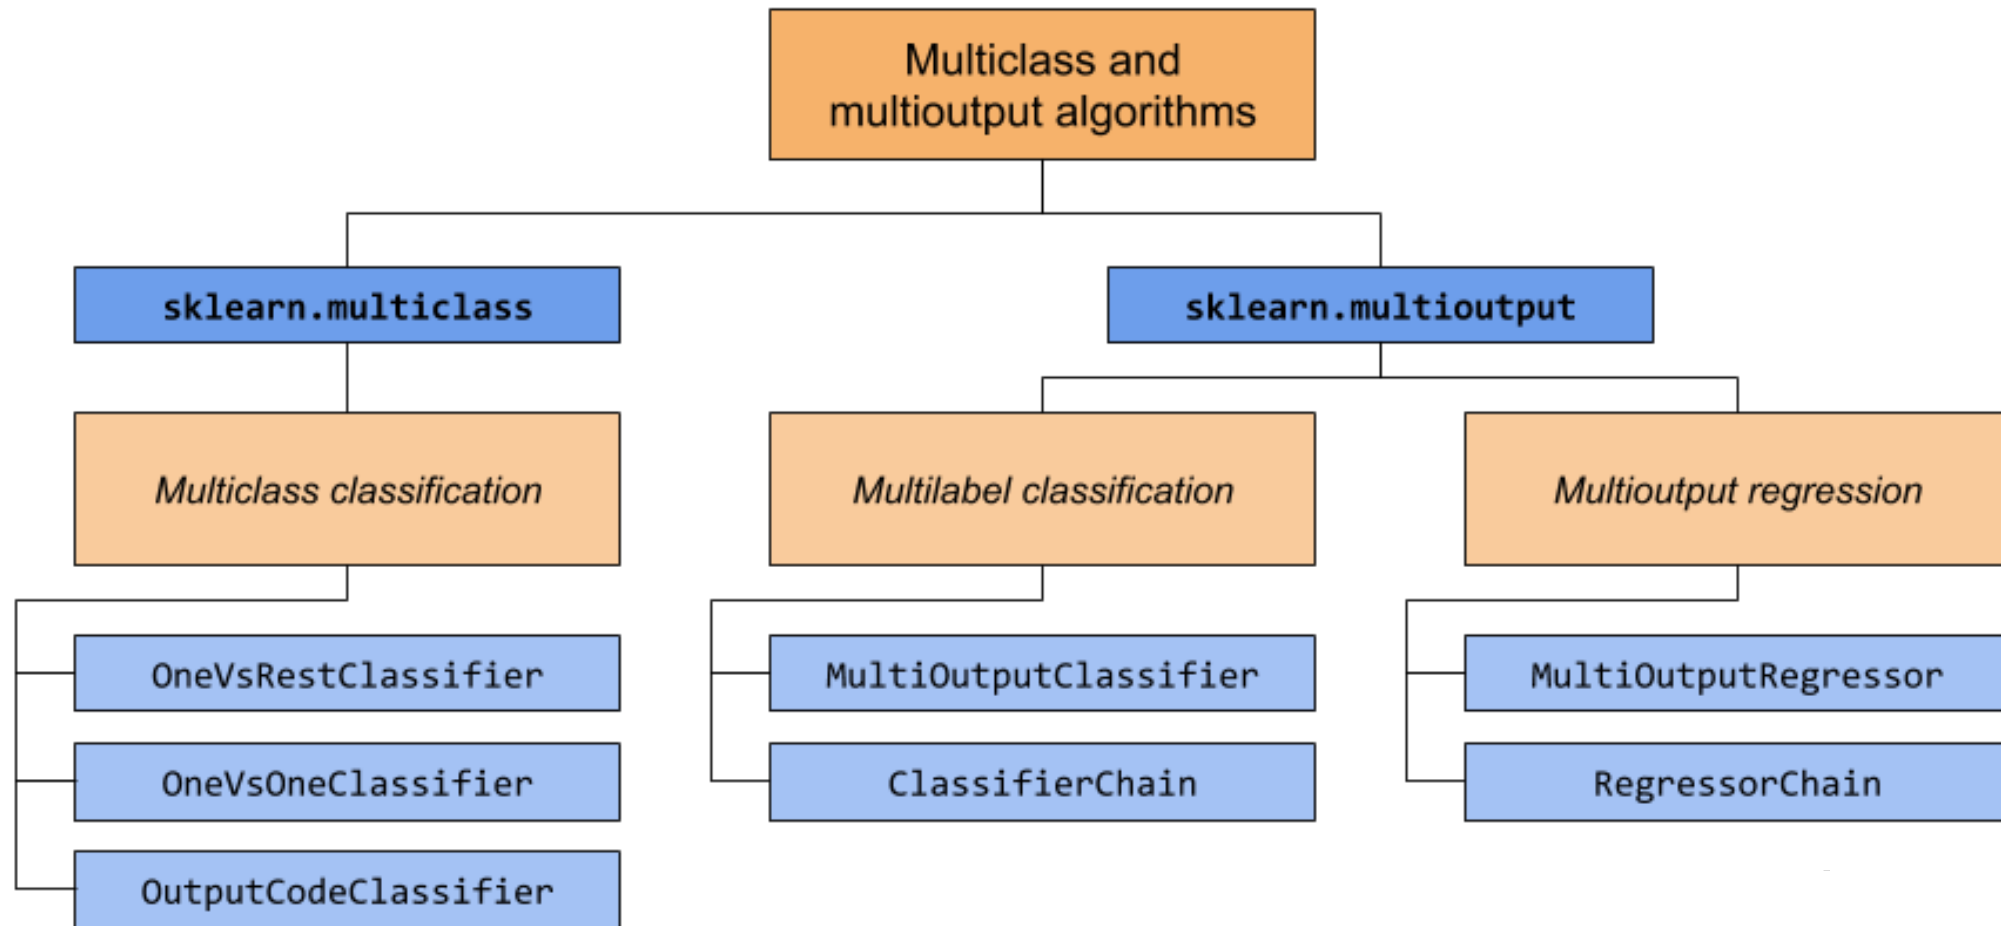 Multiclass and
multioutput algorithms
sklearn.multiclass
sklearn.multioutput
Multiclass classification
Multilabel classification
Multioutput regression
OneVsRestClassifier
MultiOutputClassifier
MultiOutputRegressor
OneVsOneClassifier
ClassifierChain
RegressorChain
OutputCodeClassifier